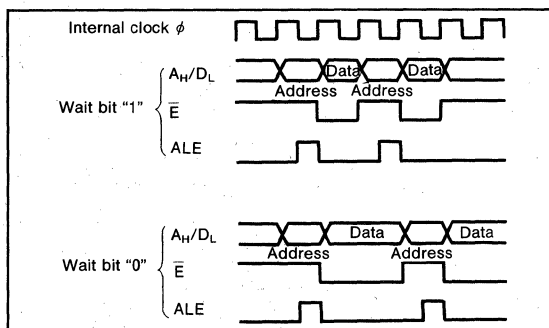 Internal clock ϕ
A_H/D_L Data Data
Address Address
Wait bit "1" E̅
ALE
A_H/D_L Data Data
Address Address
Wait bit "0" E̅
ALE